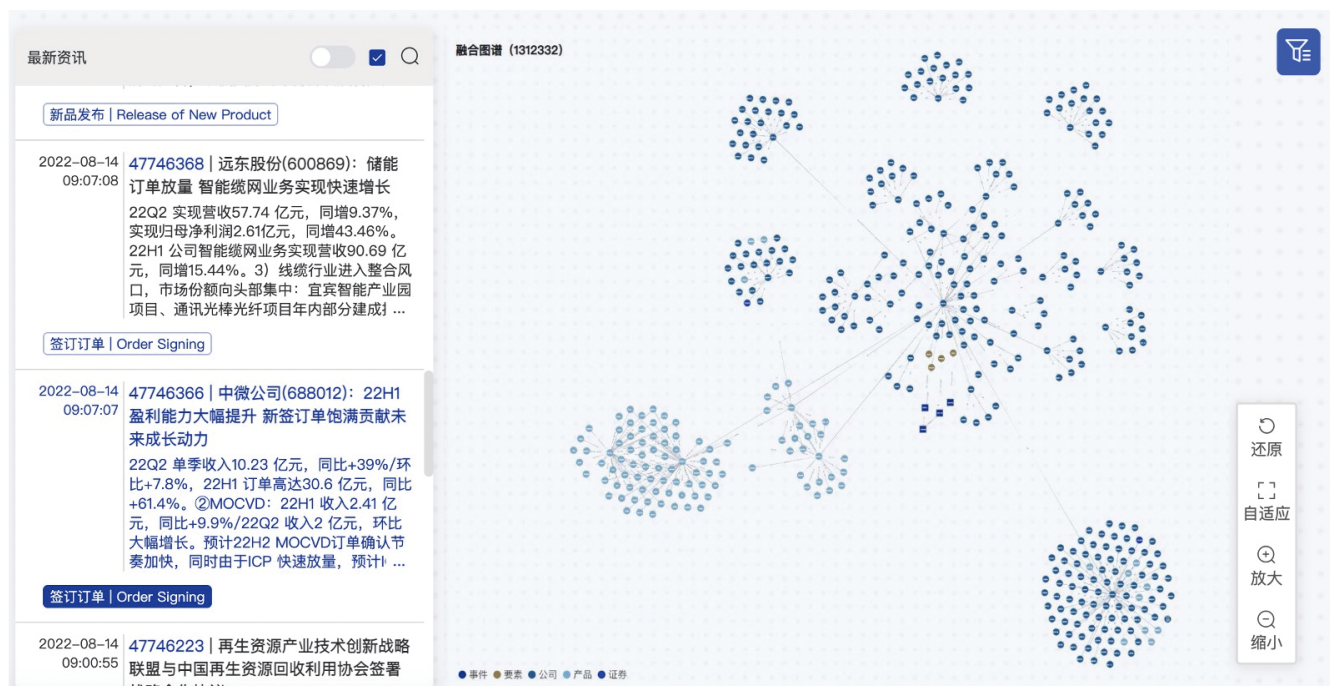 最新资讯
新品发布 | Release of New Product
2022-08-14
09:07:08
47746368 | 远东股份(600869)：储能
订单放量 智能缆网业务实现快速增长
22Q2 实现营收57.74 亿元，同增9.37%，
实现归母净利润2.61亿元，同增43.46%。
22H1 公司智能缆网业务实现营收90.69 亿
元，同增15.44%。3）线缆行业进入整合风
口，市场份额向头部集中：宜宾智能产业园
项目、通讯光棒光纤项目年内部分建成 ...
签订订单 | Order Signing
2022-08-14
09:07:07
47746366 | 中微公司(688012)：22H1
盈利能力大幅提升 新签订单饱满贡献未
来成长动力
22Q2 单季收入10.23 亿元，同比+39%/环
比+7.8%，22H1 订单高达30.6 亿元，同比
+61.4%。②MOCVD：22H1 收入2.41 亿
元，同比+9.9%/22Q2 收入2 亿元，环比
大幅增长。预计22H2 MOCVD订单确认节
奏加快，同时由于ICP 快速放量，预计 ...
签订订单 | Order Signing
2022-08-14
09:00:55
47746223 | 再生资源产业技术创新战略
联盟与中国再生资源回收利用协会签署
融合图谱（1312332）
还原
自适应
放大
缩小
事件 要素 公司 产品 证券